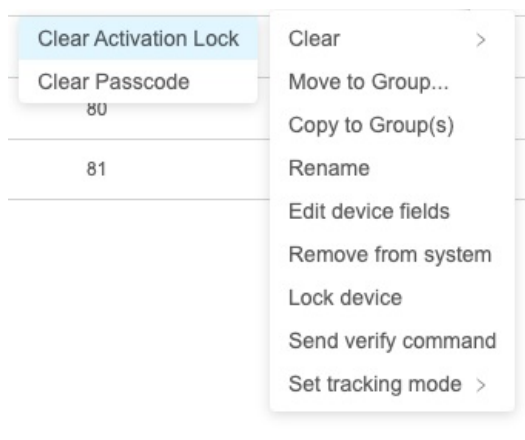 Clear Activation Lock
Clear Passcode
80
81
Clear >
Move to Group...
Copy to Group(s)
Rename
Edit device fields
Remove from system
Lock device
Send verify command
Set tracking mode >